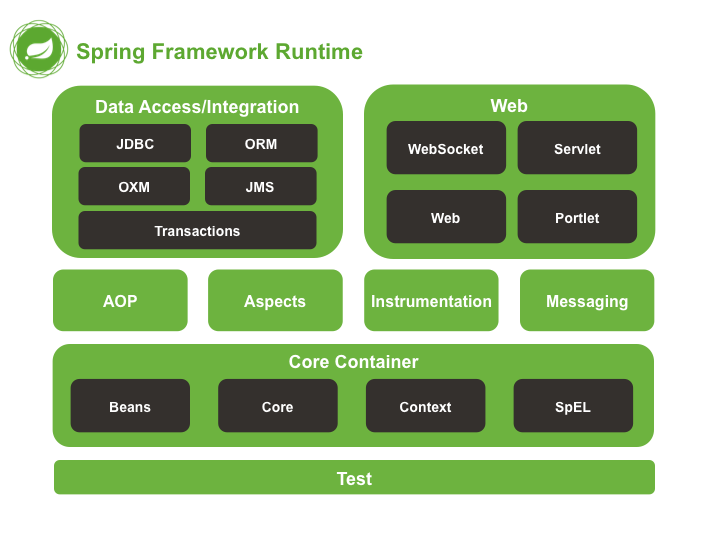 Spring Framework Runtime
Data Access/Integration
JDBC
ORM
OXM
JMS
Transactions
Web
WebSocket
Servlet
Web
Portlet
AOP
Aspects
Instrumentation
Messaging
Core Container
Beans
Core
Context
SpEL
Test